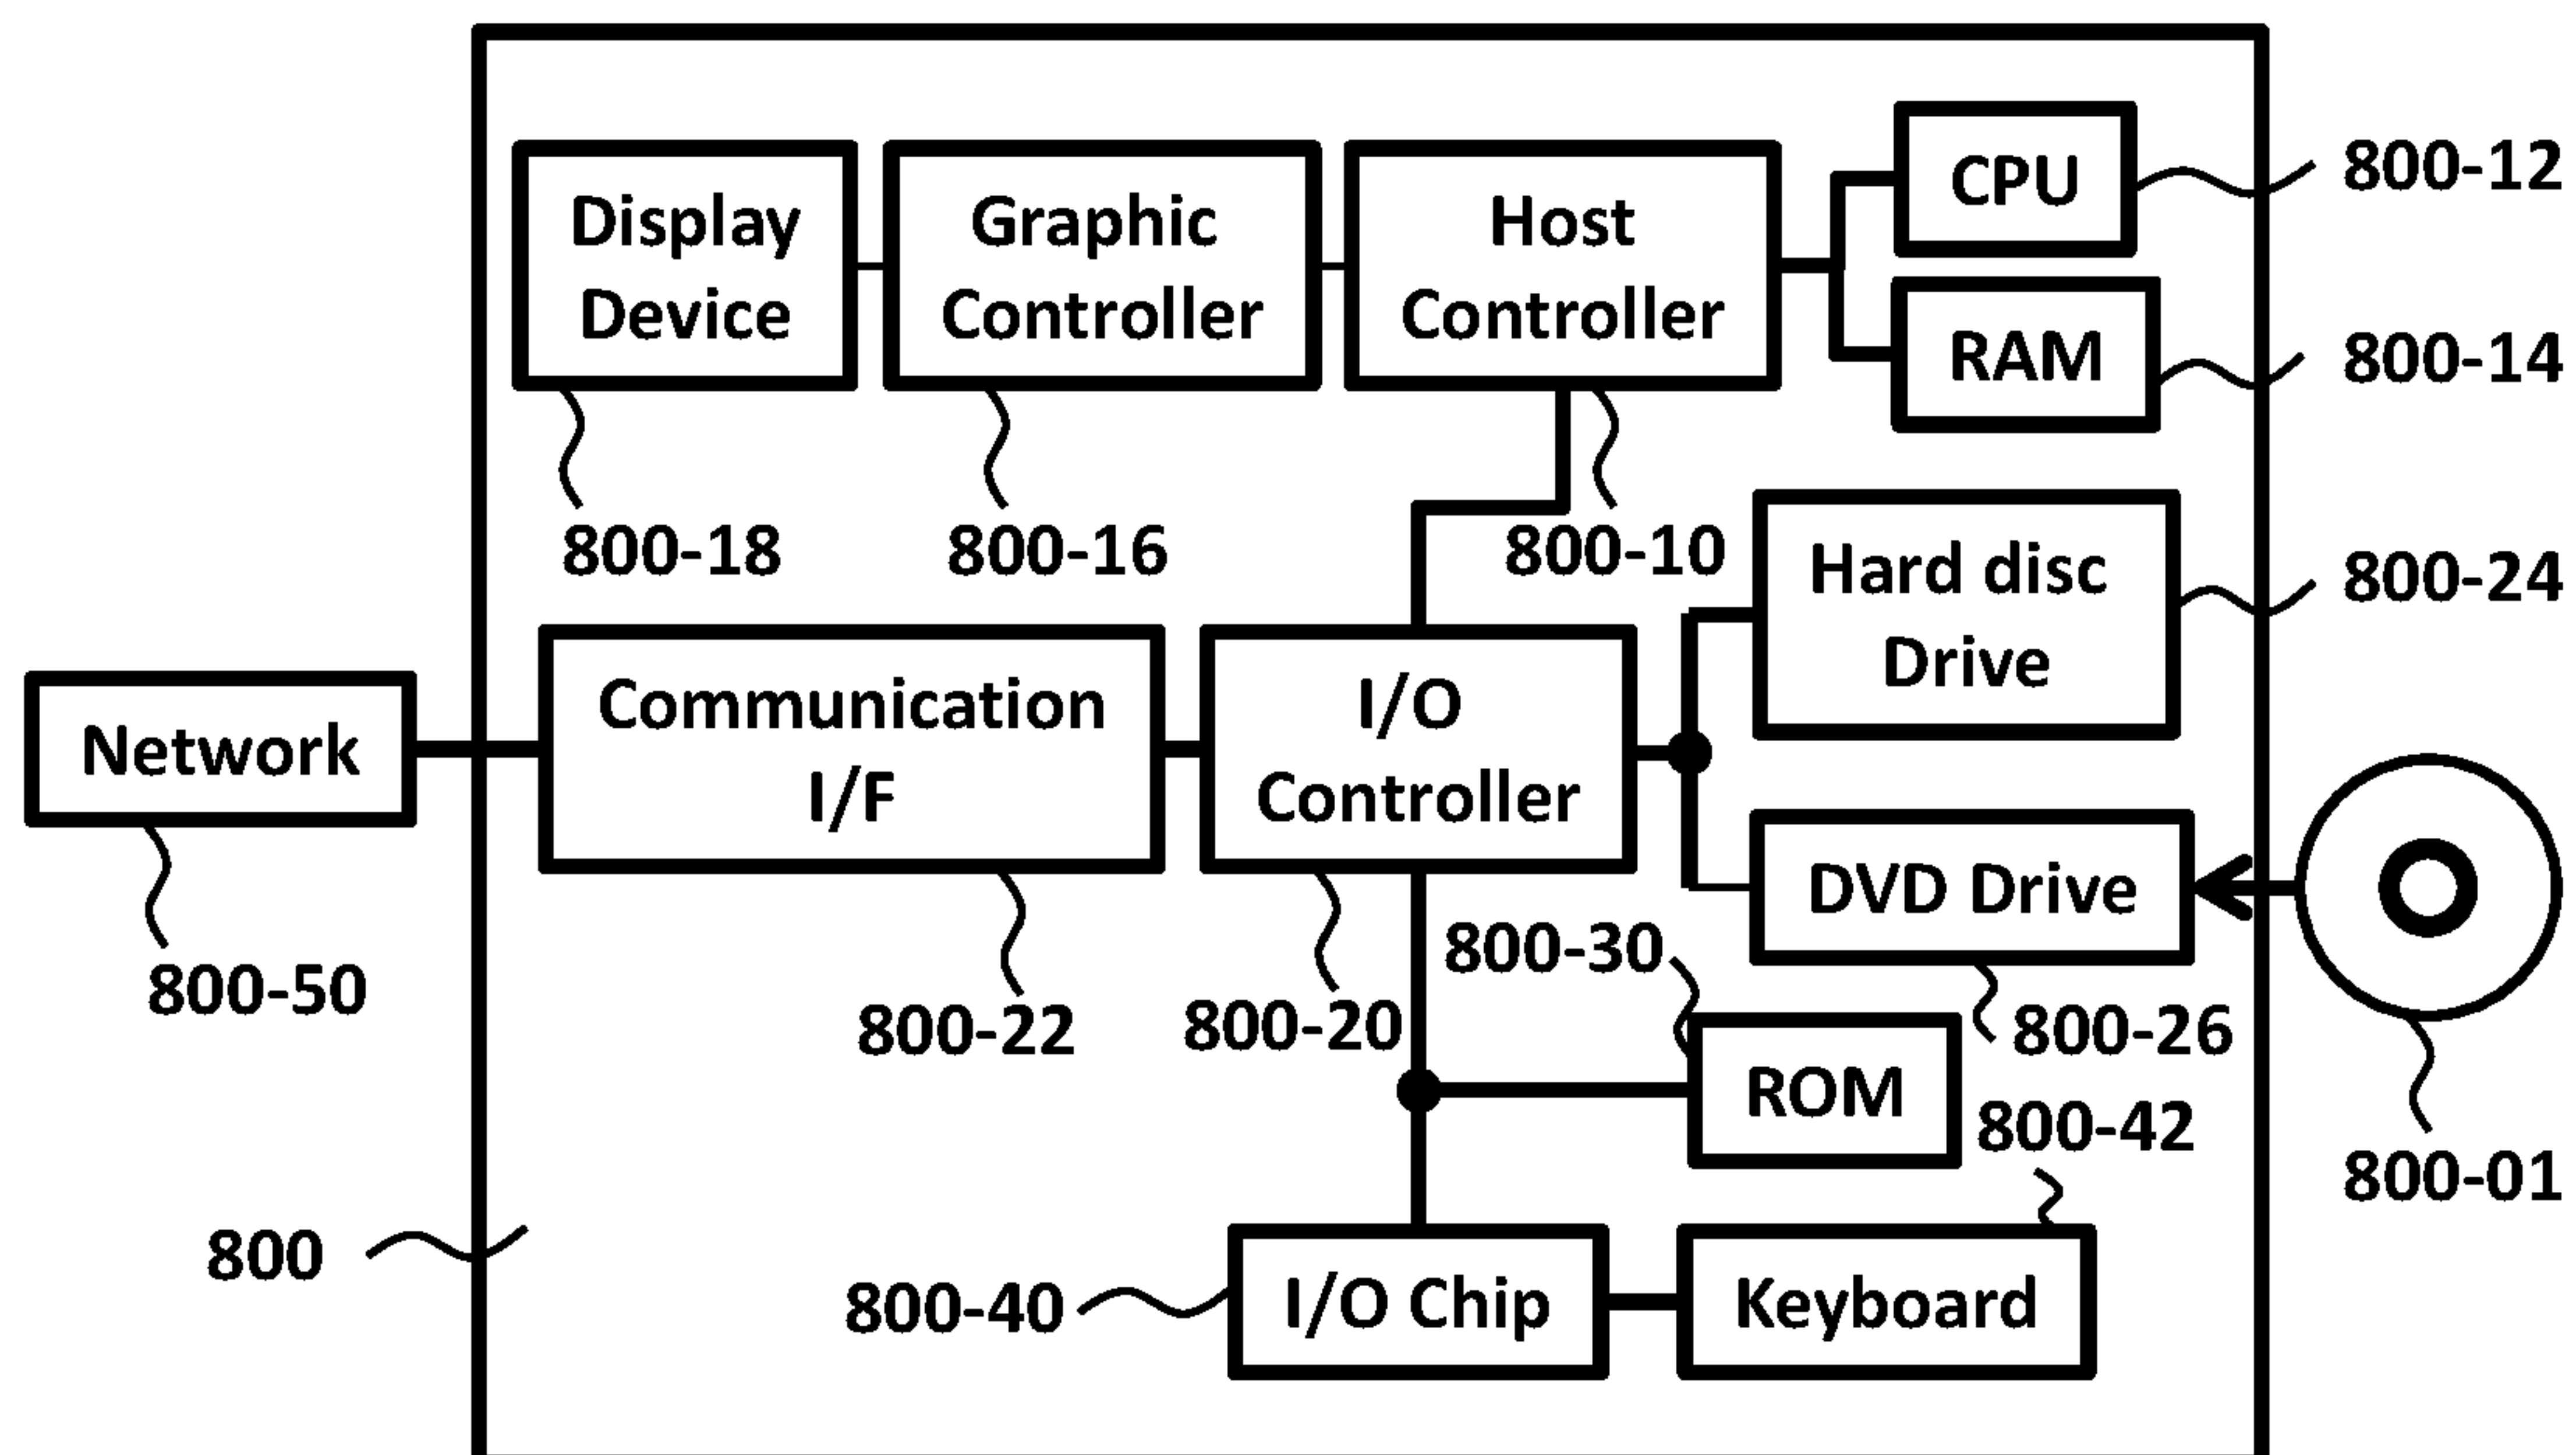 Display
Device
Graphic
Controller
Host
Controller
CPU
800-12
RAM
800-14
800-18
800-16
800-10
Hard disc
Drive
800-24
Network
Communication
I/F
I/O
Controller
DVD Drive
800-50
800-22
800-20
800-30
800-26
ROM
800-42
800-01
800
800-40
I/O Chip
Keyboard